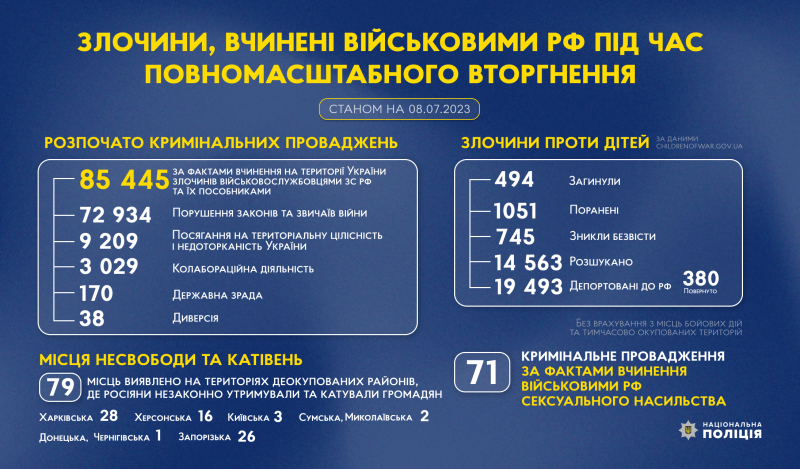 ЗЛОЧИНИ, ВЧИНЕНІ ВІЙСЬКОВИМИ РФ ПІД ЧАС
ПОВНОМАСШТАБНОГО ВТОРГНЕННЯ
СТАНОМ НА 08.07.2023
РОЗПОЧАТО КРИМІНАЛЬНИХ ПРОВАДЖЕНЬ
85 445 ЗА ФАКТАМИ ВЧИНЕННЯ НА ТЕРИТОРІЇ УКРАЇНИ
ЗЛОЧИНІВ ВІЙСЬКОВОСЛУЖБОВЦЯМИ ЗС РФ
ТА ЇХ ПОСОБНИКАМИ
72 934 Порушення законів та звичаїв війни
9 209 Посягання на територіальну цілісність
і недоторканість України
3 029 Колабораційна діяльність
170 Державна зрада
38 Диверсія
ЗЛОЧИНИ ПРОТИ ДІТЕЙ
ЗА ДАНИМИ
CHILDRENOFWAR.GOV.UA
494 Загинули
1051 Поранені
745 Зникли безвісти
14 563 Розшукано
19 493 Депортовані до РФ 380
Повернуто
Без врахування з місць бойових дій
та тимчасово окупованих територій
МІСЦЯ НЕСВОБОДИ ТА КАТІВЕНЬ
79 МІСЦЬ ВИЯВЛЕНО НА ТЕРИТОРІЯХ ДЕОКУПОВАНИХ РАЙОНІВ,
ДЕ РОСІЯНИ НЕЗАКОННО УТРИМУВАЛИ ТА КАТУВАЛИ ГРОМАДЯН
Харківська 28 Херсонська 16 Київська 3 Сумська, Миколаївська 2
Донецька, Чернігівська 1 Запорізька 26
71 КРИМІНАЛЬНЕ ПРОВАДЖЕННЯ
ЗА ФАКТАМИ ВЧИНЕННЯ
ВІЙСЬКОВИМИ РФ
СЕКСУАЛЬНОГО НАСИЛЬСТВА
НАЦІОНАЛЬНА
ПОЛІЦІЯ